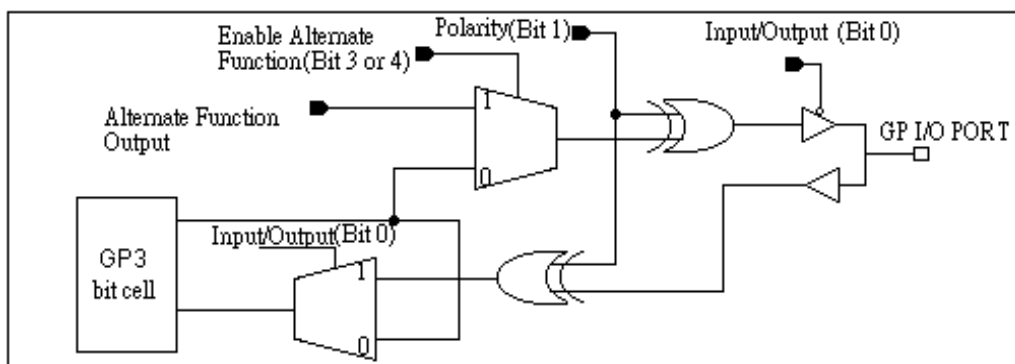 Enable Alternate
Function(Bit 3 or 4)
Polarity(Bit 1)
Input/Output (Bit 0)
1
Alternate Function
Output
GP I/O PORT
0
GP3
bit cell
Input/Output(Bit 0)
1
0